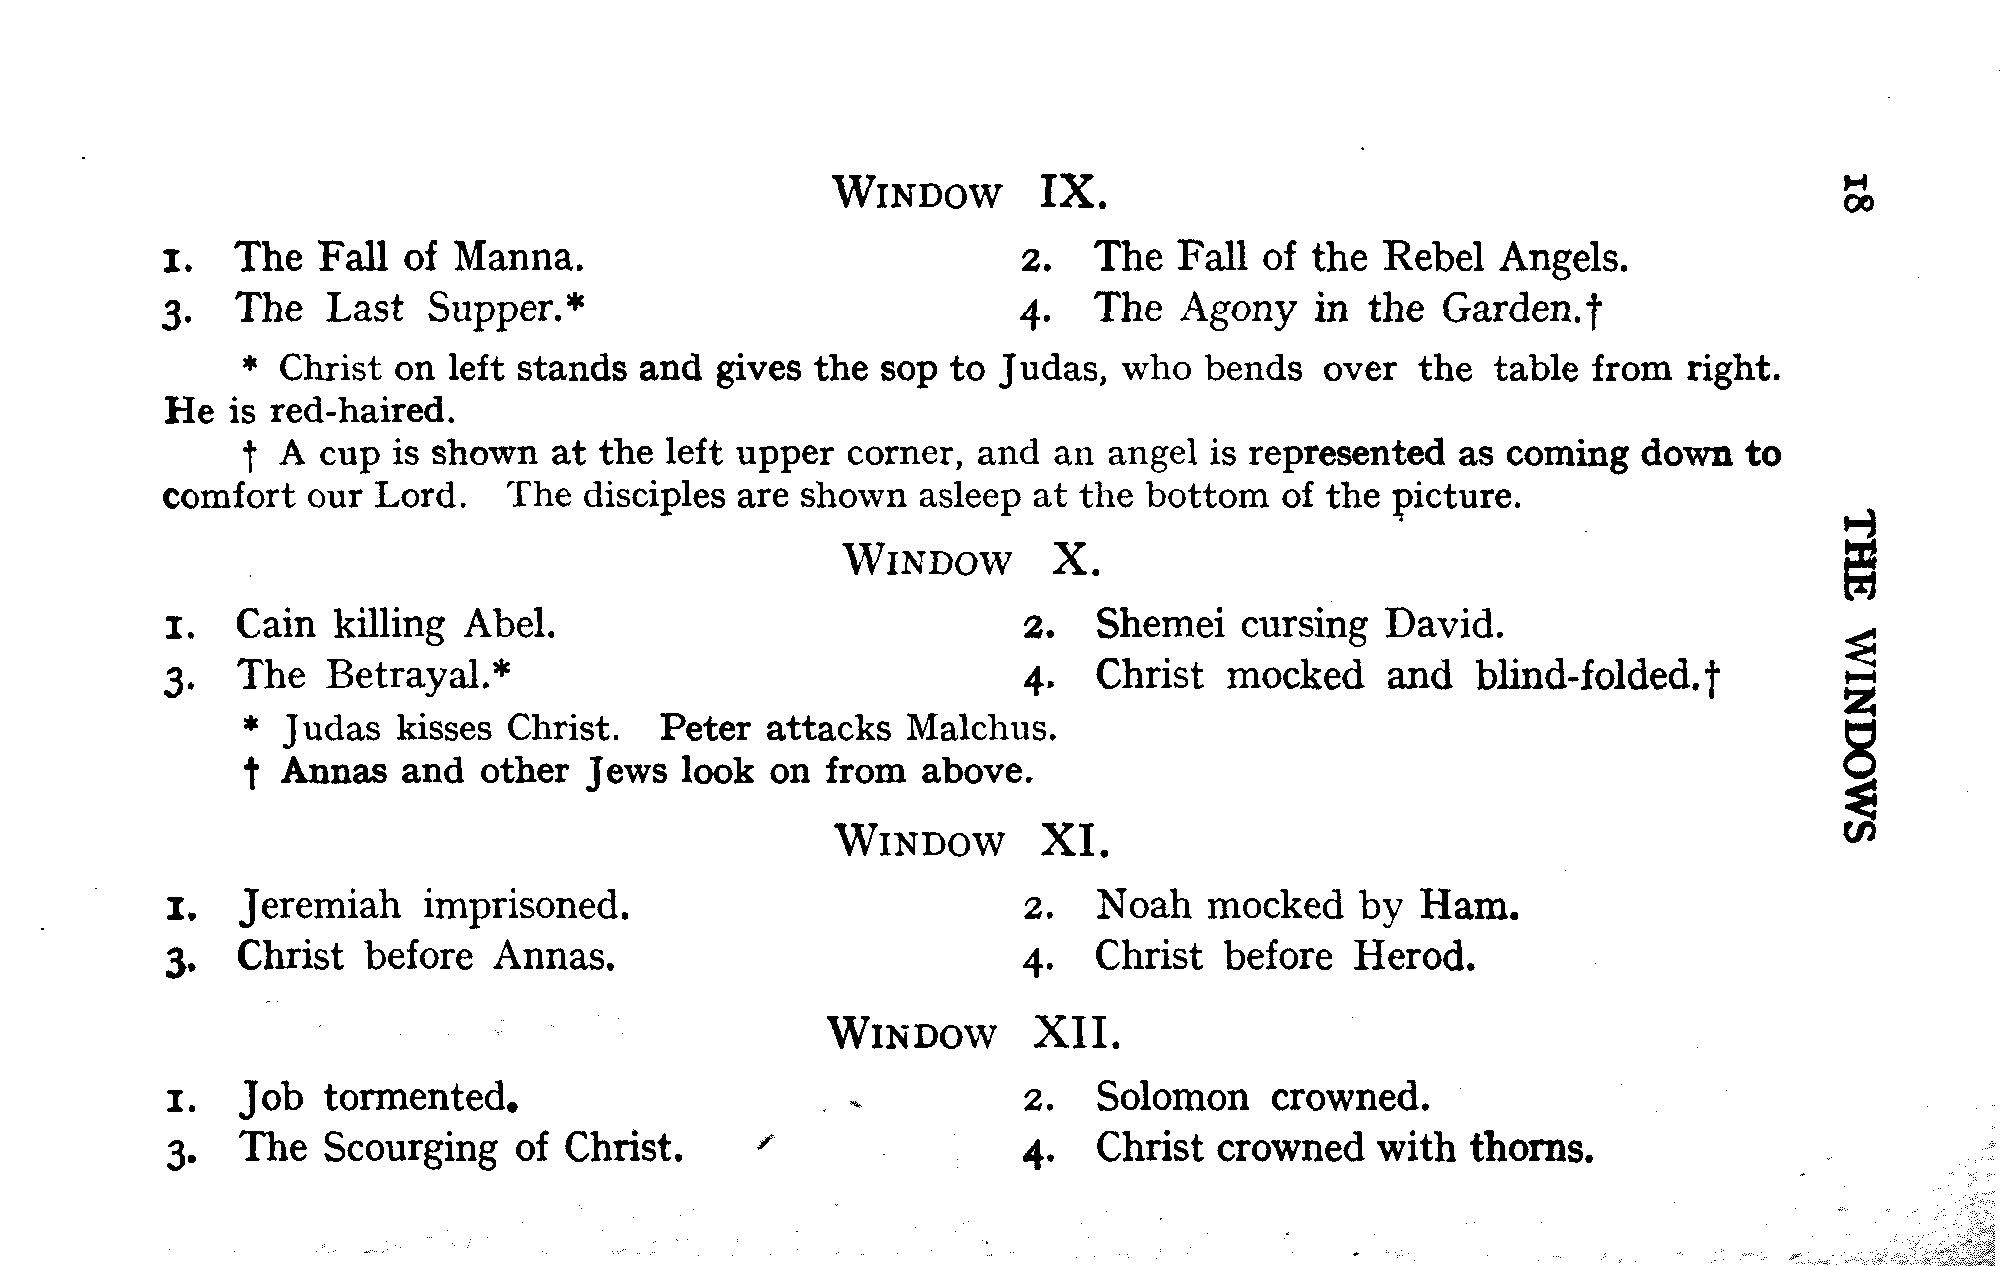 18 THE WINDOWS
WINDOW IX.
1. The Fall of Manna. 2. The Fall of the Rebel Angels.
3. The Last Supper.* 4. The Agony in the Garden.†
* Christ on left stands and gives the sop to Judas, who bends over the table from right.
He is red-haired.
† A cup is shown at the left upper corner, and an angel is represented as coming down to
comfort our Lord. The disciples are shown asleep at the bottom of the picture.
WINDOW X.
1. Cain killing Abel. 2. Shemei cursing David.
3. The Betrayal.* 4. Christ mocked and blind-folded.†
* Judas kisses Christ. Peter attacks Malchus.
† Annas and other Jews look on from above.
WINDOW XI.
1. Jeremiah imprisoned. 2. Noah mocked by Ham.
3. Christ before Annas. 4. Christ before Herod.
WINDOW XII.
1. Job tormented. 2. Solomon crowned.
3. The Scourging of Christ. 4. Christ crowned with thorns.